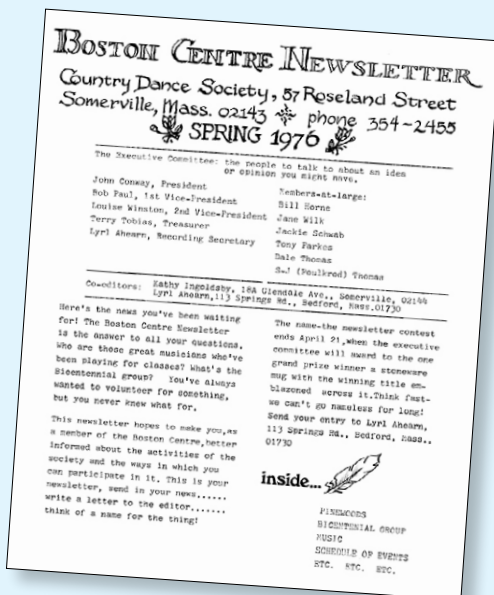 BOSTON CENTRE NEWSLETTER
Country Dance Society, 57 Roseland Street
Somerville, Mass. 02143 phone 354-2455
SPRING 1976
The Executive Committee: the people to talk to about an idea
or opinion you might have.
John Conway, President
Bob Paul, 1st Vice-President
Louise Winston, 2nd Vice-President
Terry Tobias, Treasurer
Lyrl Ahearn, Recording Secretary
Members-at-large:
Bill Horne
Jane Wilk
Jackie Schwab
Tony Parkes
Dale Thomas
S-J (Foulkrod) Thomas
Co-editors: Kathy Ingoldsby, 18A Glendale Ave., Somerville, 02144
Lyrl Ahearn,113 Springs Rd., Bedford, Mass.01730
Here's the news you've been waiting
for! The Boston Centre Newsletter
is the answer to all your questions.
Who are those great musicians who've
been playing for classes? What's the
Bicentennial group? You've always
wanted to volunteer for something,
but you never knew what for.
This newsletter hopes to make you,as
a member of the Boston Centre,better
informed about the activities of the
society and the ways in which you
can participate in it. This is your
newsletter, send in your news......
write a letter to the editor.......
think of a name for the thing!
The name-the newsletter contest
ends April 21,when the executive
committee will award to the one
grand prize winner a stoneware
mug with the winning title em-
blazoned across it.Think fast-
we can't go nameless for long!
Send your entry to Lyrl Ahearn,
113 Springs Rd., Bedford, Mass..
01730
inside...
PINEWOODS
BICENTENIAL GROUP
MUSIC
SCHEDULE OF EVENTS
ETC. ETC. ETC.